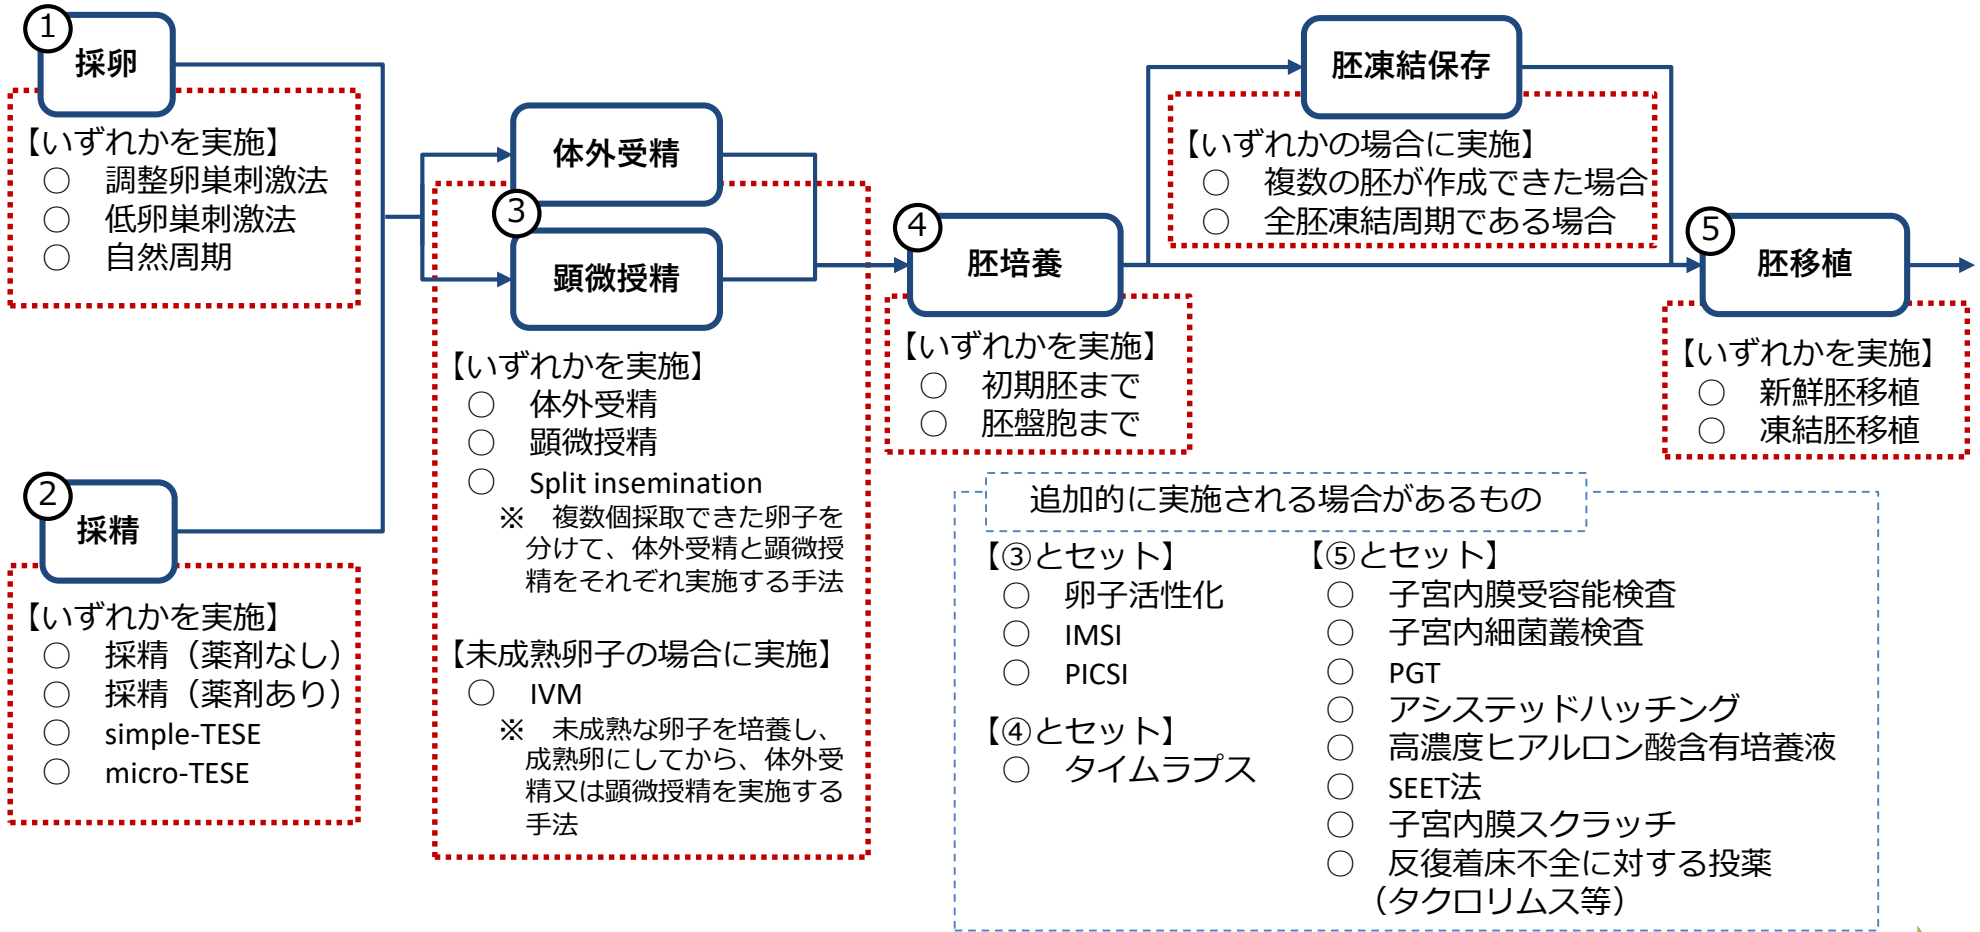 ①
採卵
【いずれかを実施】
○ 調整卵巣刺激法
○ 低卵巣刺激法
○ 自然周期
②
採精
【いずれかを実施】
○ 採精（薬剤なし）
○ 採精（薬剤あり）
○ simple-TESE
○ micro-TESE
体外受精
③
顕微授精
【いずれかを実施】
○ 体外受精
○ 顕微授精
○ Split insemination
※ 複数個採取できた卵子を
分けて、体外受精と顕微授
精をそれぞれ実施する手法
【未成熟卵子の場合に実施】
○ IVM
※ 未成熟な卵子を培養し、
成熟卵にしてから、体外受
精又は顕微授精を実施する
手法
④
胚培養
【いずれかを実施】
○ 初期胚まで
○ 胚盤胞まで
胚凍結保存
【いずれかの場合に実施】
○ 複数の胚が作成できた場合
○ 全胚凍結周期である場合
⑤
胚移植
【いずれかを実施】
○ 新鮮胚移植
○ 凍結胚移植
追加的に実施される場合があるもの
【③とセット】
○ 卵子活性化
○ IMSI
○ PICSI
【④とセット】
○ タイムラプス
【⑤とセット】
○ 子宮内膜受容能検査
○ 子宮内細菌叢検査
○ PGT
○ アシステッドハッチング
○ 高濃度ヒアルロン酸含有培養液
○ SEET法
○ 子宮内膜スクラッチ
○ 反復着床不全に対する投薬
（タクロリムス等）